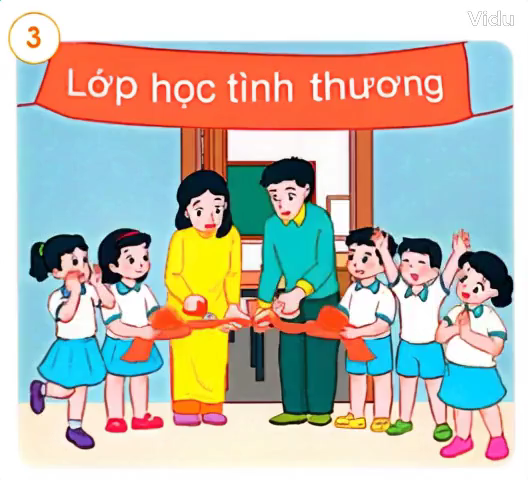 Vidu
3
Lớp học tình thương